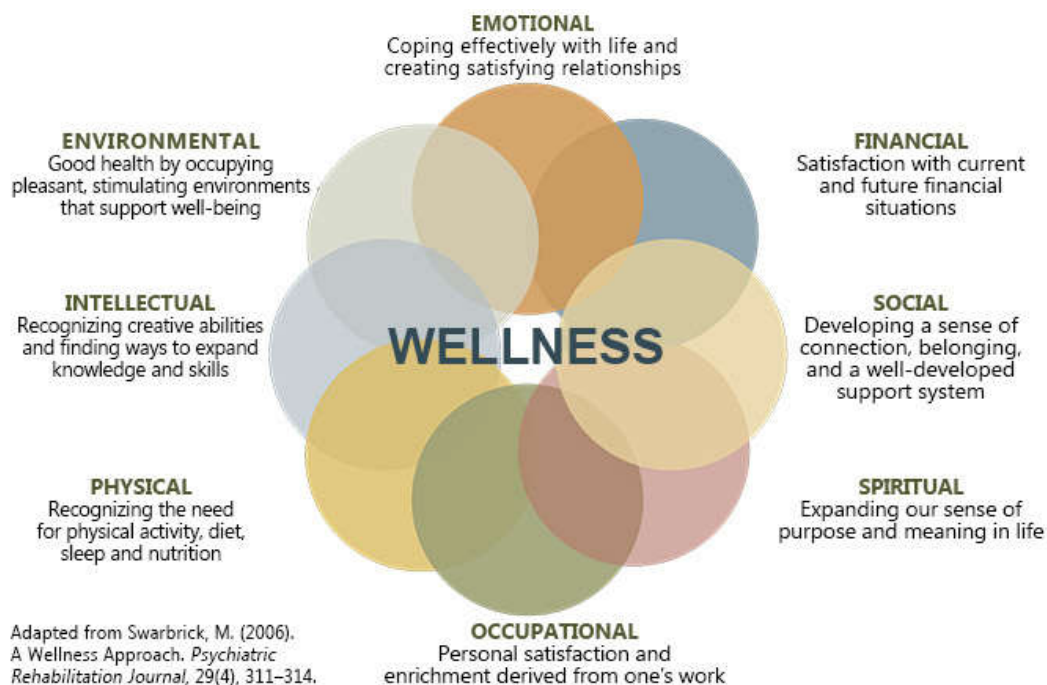 EMOTIONAL
Coping effectively with life and
creating satisfying relationships
ENVIRONMENTAL
Good health by occupying
pleasant, stimulating environments
that support well-being
FINANCIAL
Satisfaction with current
and future financial
situations
INTELLECTUAL
Recognizing creative abilities
and finding ways to expand
knowledge and skills
WELLNESS
SOCIAL
Developing a sense of
connection, belonging,
and a well-developed
support system
PHYSICAL
Recognizing the need
for physical activity, diet,
sleep and nutrition
SPIRITUAL
Expanding our sense of
purpose and meaning in life
OCCUPATIONAL
Personal satisfaction and
enrichment derived from one's work
Adapted from Swarbrick, M. (2006).
A Wellness Approach. Psychiatric
Rehabilitation Journal, 29(4), 311–314.